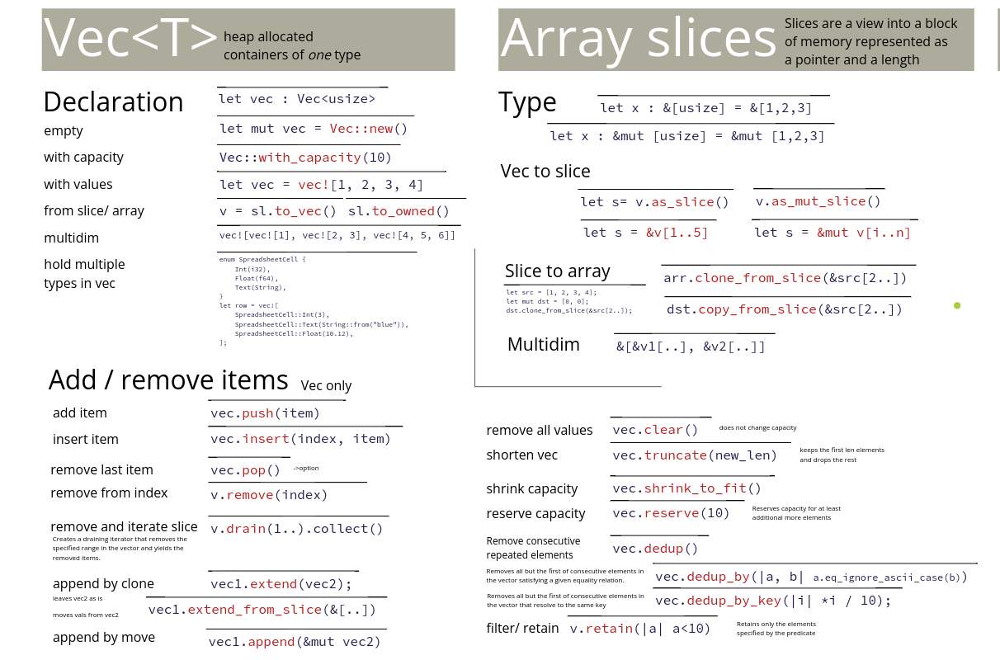 Vec<T> heap allocated
containers of one type
Declaration
let vec : Vec<usize>
empty
let mut vec = Vec::new()
with capacity
Vec::with_capacity(10)
with values
let vec = vec![1, 2, 3, 4]
from slice/ array
v = sl.to_vec() sl.to_owned()
multidim
vec![vec![1], vec![2, 3], vec![4, 5, 6]]
hold multiple
types in vec
enum SpreadsheetCell {
Int(i32),
Float(f64),
Text(String),
}
let row = vec![
SpreadsheetCell::Int(3),
SpreadsheetCell::Text(String::from("blue")),
SpreadsheetCell::Float(10.12),
];
Add / remove items Vec only
add item
vec.push(item)
insert item
vec.insert(index, item)
remove last item
vec.pop() ->option
remove from index
v.remove(index)
remove and iterate slice
v.drain(1..).collect()
Creates a draining iterator that removes the
specified range in the vector and yields the
removed items.
append by clone
vec1.extend(vec2);
leaves vec2 as is
vec1.extend_from_slice(&[..])
moves vals from vec2
append by move
vec1.append(&mut vec2)
Array slices
Slices are a view into a block
of memory represented as
a pointer and a length
Type
let x : &[usize] = &[1,2,3]
let x : &mut [usize] = &mut [1,2,3]
Vec to slice
let s= v.as_slice() v.as_mut_slice()
let s = &v[1..5] let s = &mut v[i..n]
Slice to array
arr.clone_from_slice(&src[2..])
let src = [1, 2, 3, 4];
let mut dst = [0, 0];
dst.clone_from_slice(&src[2..]);
dst.copy_from_slice(&src[2..])
Multidim
&[&v1[..], &v2[..]]
remove all values
vec.clear() does not change capacity
shorten vec
vec.truncate(new_len)
keeps the first len elements
and drops the rest
shrink capacity
vec.shrink_to_fit()
reserve capacity
vec.reserve(10)
Reserves capacity for at least
additional more elements
Remove consecutive
repeated elements
vec.dedup()
Removes all but the first of consecutive elements in
the vector satisfying a given equality relation.
vec.dedup_by(|a, b| a.eq_ignore_ascii_case(b))
Removes all but the first of consecutive elements in
the vector that resolve to the same key
vec.dedup_by_key(|i| *i / 10);
filter/ retain
v.retain(|a| a<10)
Retains only the elements
specified by the predicate